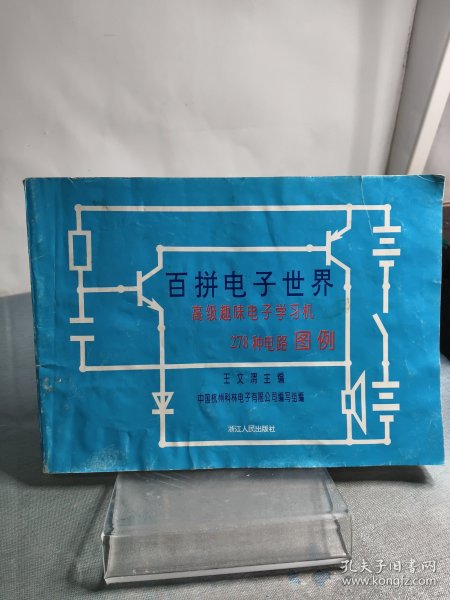 百拼电子世界
高级趣味电子学习机
278种电路 图例
王文渭主编
中国杭州科林电子有限公司编写组编
浙江人民出版社
孔夫子旧书网
www.kongfz.com